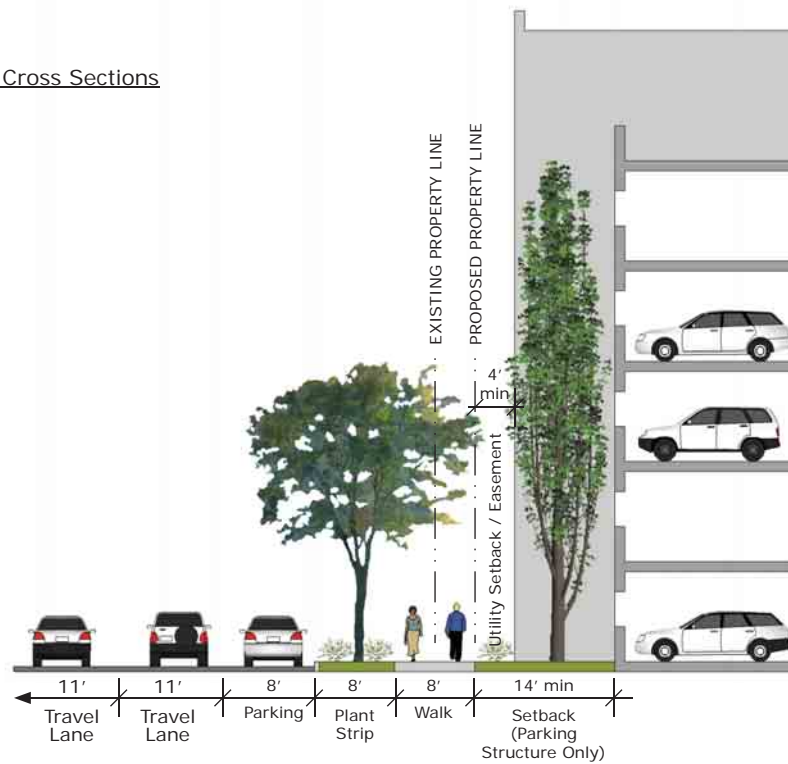 Cross Sections
EXISTING PROPERTY LINE
PROPOSED PROPERTY LINE
4'
min
Utility Setback / Easement
11'
11'
8'
8'
8'
14' min
Travel
Lane
Travel
Lane
Parking
Plant
Strip
Walk
Setback
(Parking
Structure Only)